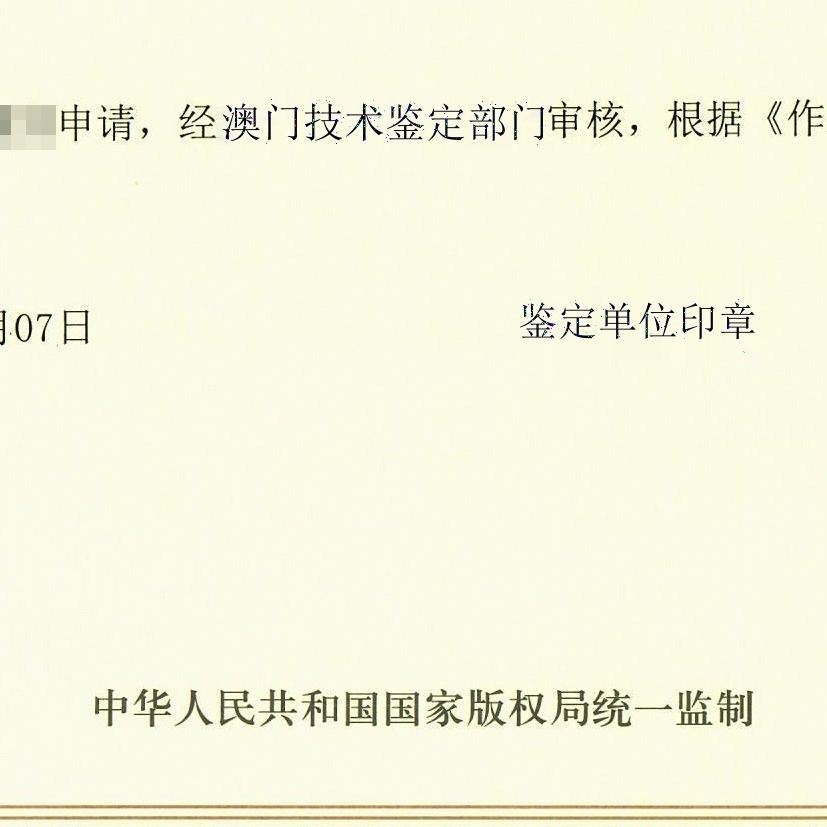 申请，经澳门技术鉴定部门审核，根据《作
07日
鉴定单位印章
中华人民共和国国家版权局统一监制